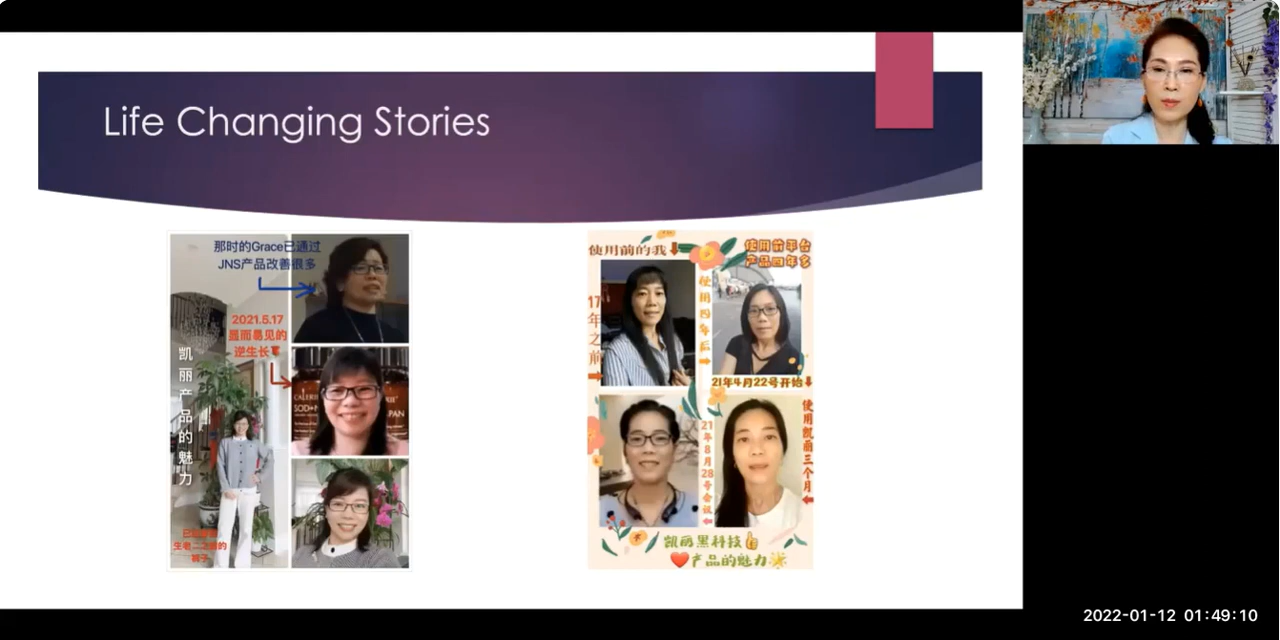 Life Changing Stories
那时的Grace已通过
JNS产品改善很多
2021.5.17
显而易见的
逆生长
凯丽产品的魅力
CALERIE
SOD+
PAN
裤子
使用前的我
使用前平台
产品四年多
17年之前
使用四年后
21年4月22号开始
21年8月28号会议
使用凯丽三个月
凯丽黑科技
产品的魅力
2022-01-12 01:49:10